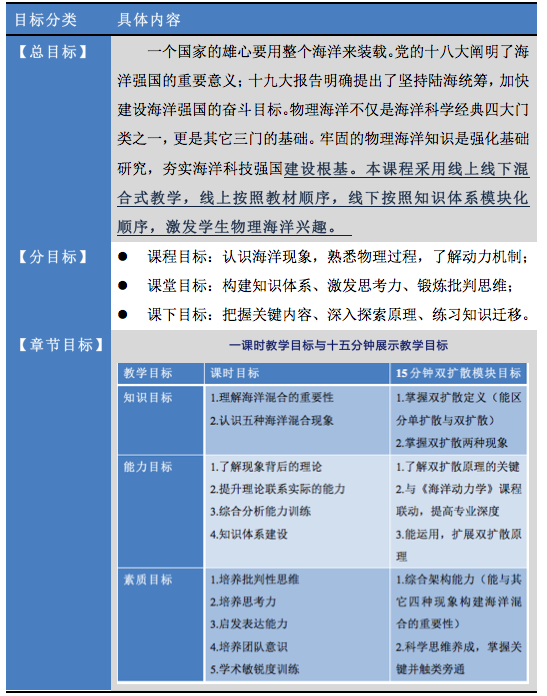 目标分类 具体内容
【总目标】 一个国家的雄心要用整个海洋来装载。党的十八大阐明了海
洋强国的重要意义；十九大报告明确提出了坚持陆海统筹，加快
建设海洋强国的奋斗目标。物理海洋不仅是海洋科学经典四大门
类之一，更是其它三门的基础。牢固的物理海洋知识是强化基础
研究，夯实海洋科技强国建设根基。本课程采用线上线下混
合式教学，线上按照教材顺序，线下按照知识体系模块化
顺序，激发学生物理海洋兴趣。
【分目标】 ● 课程目标：认识海洋现象，熟悉物理过程，了解动力机制；
● 课堂目标：构建知识体系、激发思考力、锻炼批判思维；
● 课下目标：把握关键内容、深入探索原理、练习知识迁移。
【章节目标】 一课时教学目标与十五分钟展示教学目标
教学目标 课时目标 15分钟双扩散模块目标
知识目标 1.理解海洋混合的重要性 1.掌握双扩散定义（能区
2.认识五种海洋混合现象 分单扩散与双扩散）
2.掌握双扩散两种现象
能力目标 1.了解现象背后的理论 1.了解双扩散原理的关键
2.提升理论联系实际的能力 2.与《海洋动力学》课程
3.综合分析能力训练 联动，提高专业深度
4.知识体系建设 3.能运用，扩展双扩散原
理
素质目标 1.培养批判性思维 1.综合架构能力（能与其
2.培养思考力 它四种现象构建海洋混
3.启发表达能力 合的重要性）
4.培养团队意识 2.科学思维养成，掌握关
5.学术敏锐度训练 键并触类旁通